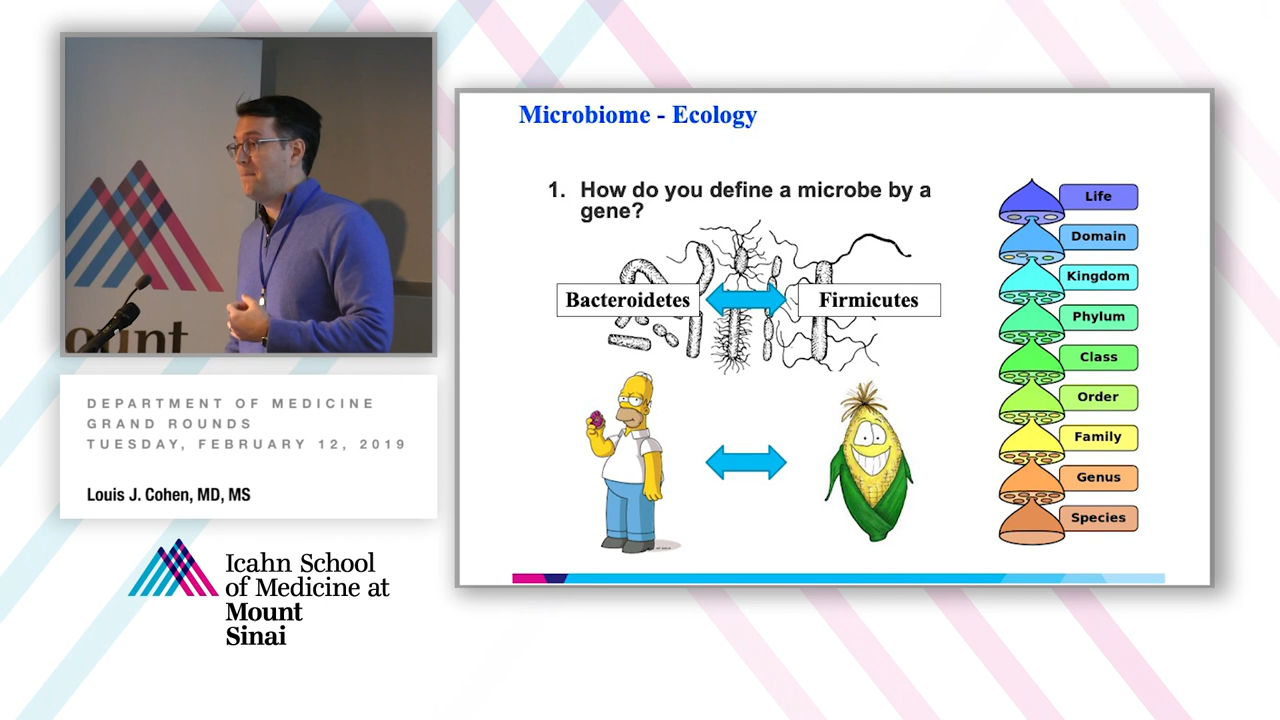 ount
DEPARTMENT OF MEDICINE
GRAND ROUNDS
TUESDAY, FEBRUARY 12, 2019
Louis J. Cohen, MD, MS
Icahn School
of Medicine at
Mount
Sinai
Microbiome - Ecology
1. How do you define a microbe by a
gene?
Bacteroidetes
Firmicutes
Life
Domain
Kingdom
Phylum
Class
Order
Family
Genus
Species